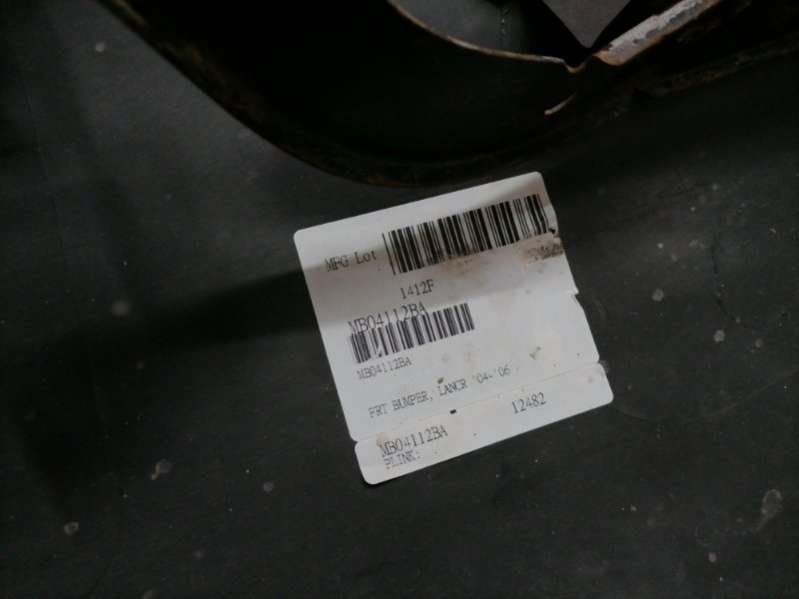 MFG Lot
1412F
MB04112BA
MB04112BA
FRT BUMPER, LANCR '04-'06
MB04112BA 12482
PLINK: